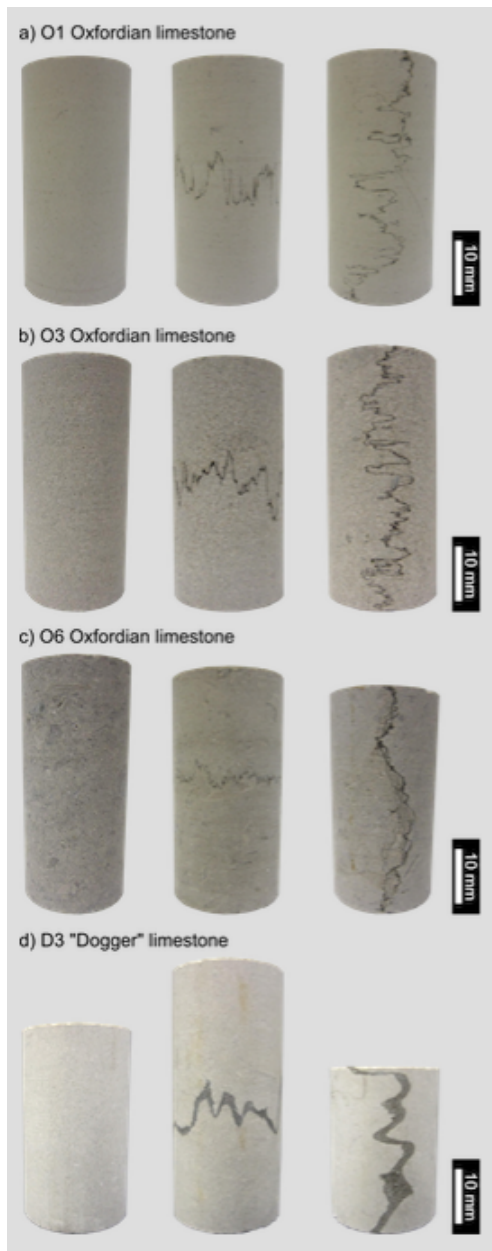 a) O1 Oxfordian limestone
10 mm
b) O3 Oxfordian limestone
10 mm
c) O6 Oxfordian limestone
10 mm
d) D3 "Dogger" limestone
10 mm